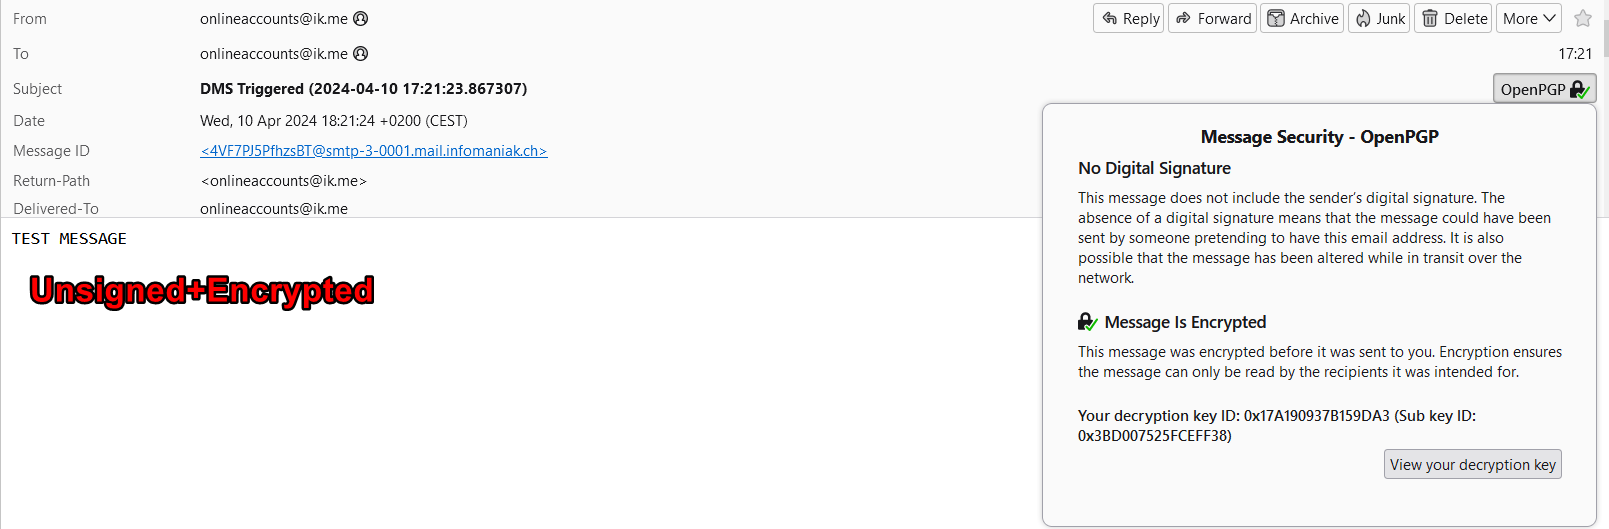 From onlineaccounts@ik.me Reply Forward Archive Junk Delete More
To onlineaccounts@ik.me 17:21
Subject DMS Triggered (2024-04-10 17:21:23.867307) OpenPGP
Date Wed, 10 Apr 2024 18:21:24 +0200 (CEST)
Message ID <4VF7PJ5PfhzsBT@smtp-3-0001.mail.infomaniak.ch>
Return-Path <onlineaccounts@ik.me>
Delivered-To onlineaccounts@ik.me
TEST MESSAGE
Unsigned+Encrypted
Message Security - OpenPGP
No Digital Signature
This message does not include the sender's digital signature. The
absence of a digital signature means that the message could have been
sent by someone pretending to have this email address. It is also
possible that the message has been altered while in transit over the
network.
Message Is Encrypted
This message was encrypted before it was sent to you. Encryption ensures
the message can only be read by the recipients it was intended for.
Your decryption key ID: 0x17A190937B159DA3 (Sub key ID:
0x3BD007525FCEFF38)
View your decryption key